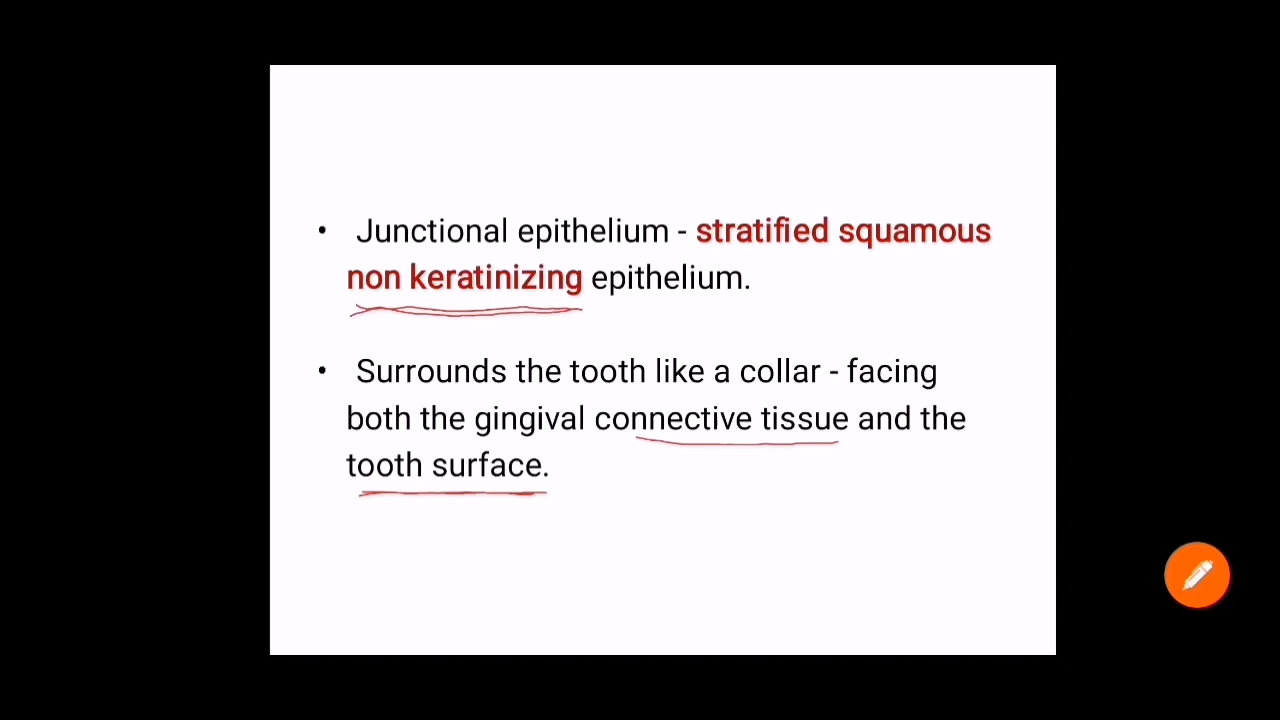 • Junctional epithelium - stratified squamous
non keratinizing epithelium.
• Surrounds the tooth like a collar - facing
both the gingival connective tissue and the
tooth surface.